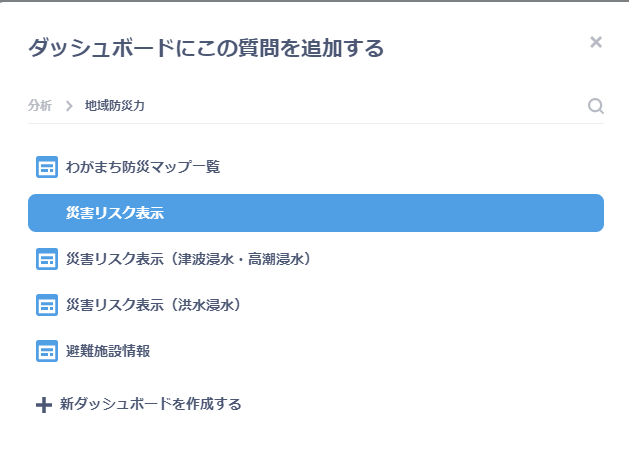 ダッシュボードにこの質問を追加する
分析 > 地域防災力
わがまち防災マップ一覧
災害リスク表示
災害リスク表示（津波浸水・高潮浸水）
災害リスク表示（洪水浸水）
避難施設情報
新ダッシュボードを作成する